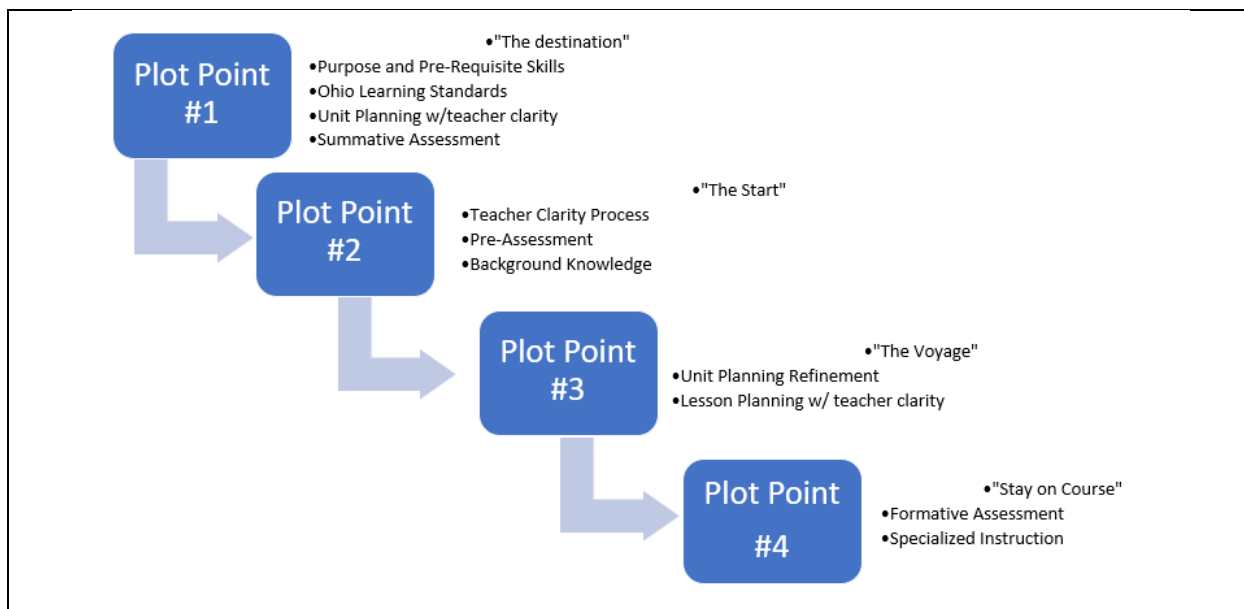 Plot Point
#1
•"The destination"
•Purpose and Pre-Requisite Skills
•Ohio Learning Standards
•Unit Planning w/teacher clarity
•Summative Assessment
Plot Point
#2
•"The Start"
•Teacher Clarity Process
•Pre-Assessment
•Background Knowledge
Plot Point
#3
•"The Voyage"
•Unit Planning Refinement
•Lesson Planning w/ teacher clarity
Plot Point
#4
•"Stay on Course"
•Formative Assessment
•Specialized Instruction